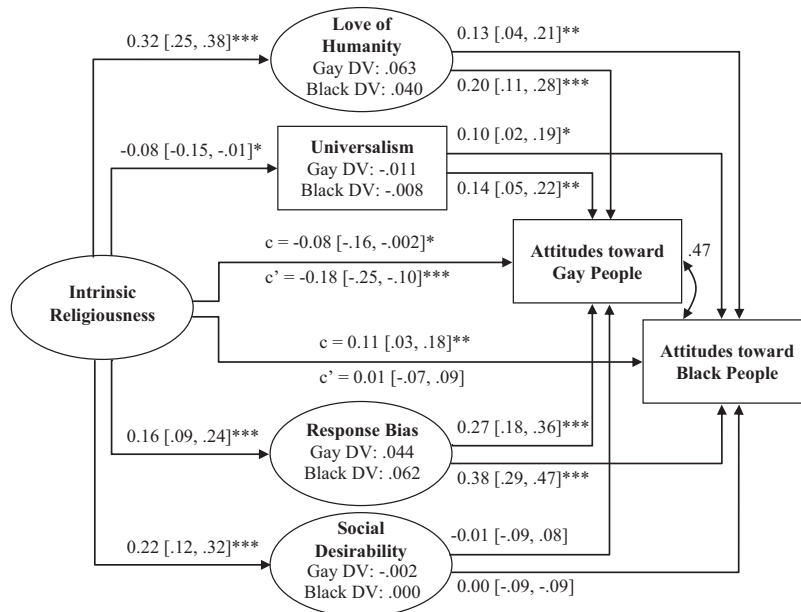 Love of
Humanity
Gay DV: .063
Black DV: .040
0.32 [.25, .38]***
0.13 [.04, .21]**
0.20 [.11, .28]***
Universalism
Gay DV: -.011
Black DV: -.008
-0.08 [-0.15, -.01]*
0.10 [.02, .19]*
0.14 [.05, .22]**
c = -0.08 [-.16, -.002]*
c’ = -0.18 [-.25, -.10]***
Attitudes toward
Gay People
.47
Intrinsic
Religiousness
c = 0.11 [.03, .18]**
c’ = 0.01 [-.07, .09]
Attitudes toward
Black People
0.16 [.09, .24]***
Response Bias
Gay DV: .044
Black DV: .062
0.27 [.18, .36]***
0.38 [.29, .47]***
0.22 [.12, .32]***
Social
Desirability
Gay DV: -.002
Black DV: .000
-0.01 [-.09, .08]
0.00 [-.09, -.09]